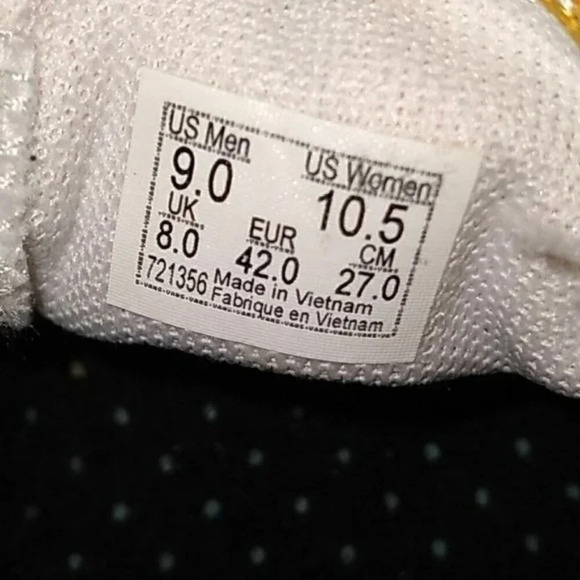 US Men US Women
9.0 10.5
UK EUR CM
8.0 42.0 27.0
721356 Made in Vietnam
Fabrique en Vietnam